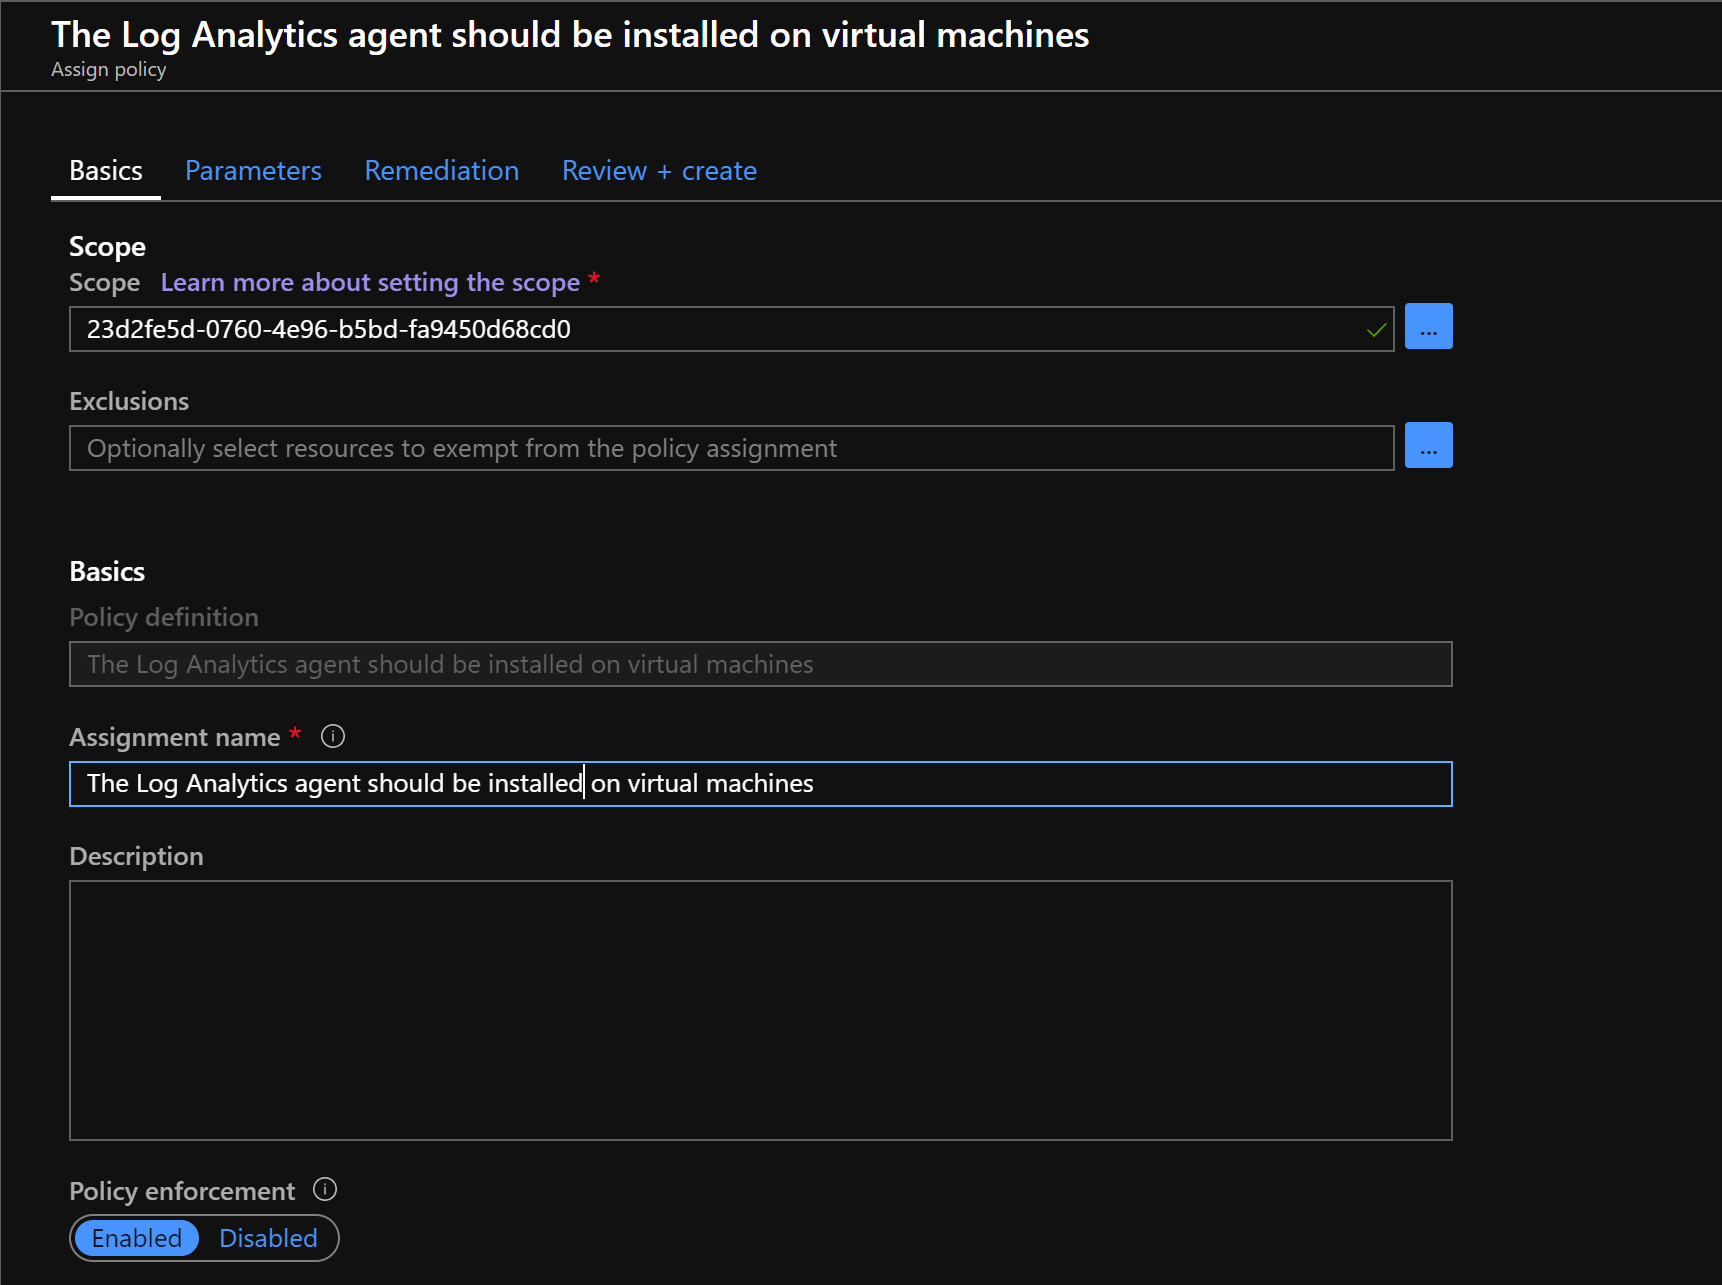 The Log Analytics agent should be installed on virtual machines
Assign policy
Basics Parameters Remediation Review + create
Scope
Scope Learn more about setting the scope *
23d2fe5d-0760-4e96-b5bd-fa9450d68cd0
...
Exclusions
Optionally select resources to exempt from the policy assignment
...
Basics
Policy definition
The Log Analytics agent should be installed on virtual machines
Assignment name *
The Log Analytics agent should be installed on virtual machines
Description
Policy enforcement
Enabled Disabled